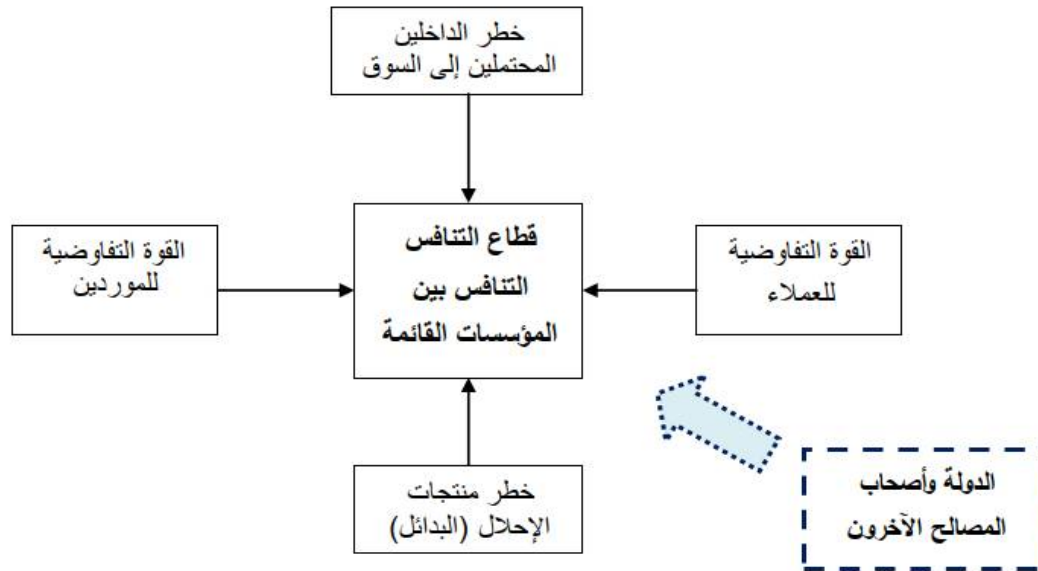 خطر الداخلين
المحتملين إلى السوق
قطاع التنافس
التنافس بين
المؤسسات القائمة
القوة التفاوضية
للعملاء
القوة التفاوضية
للموردين
خطر منتجات
الإحلال (البدائل)
الدولة وأصحاب
المصالح الآخرون